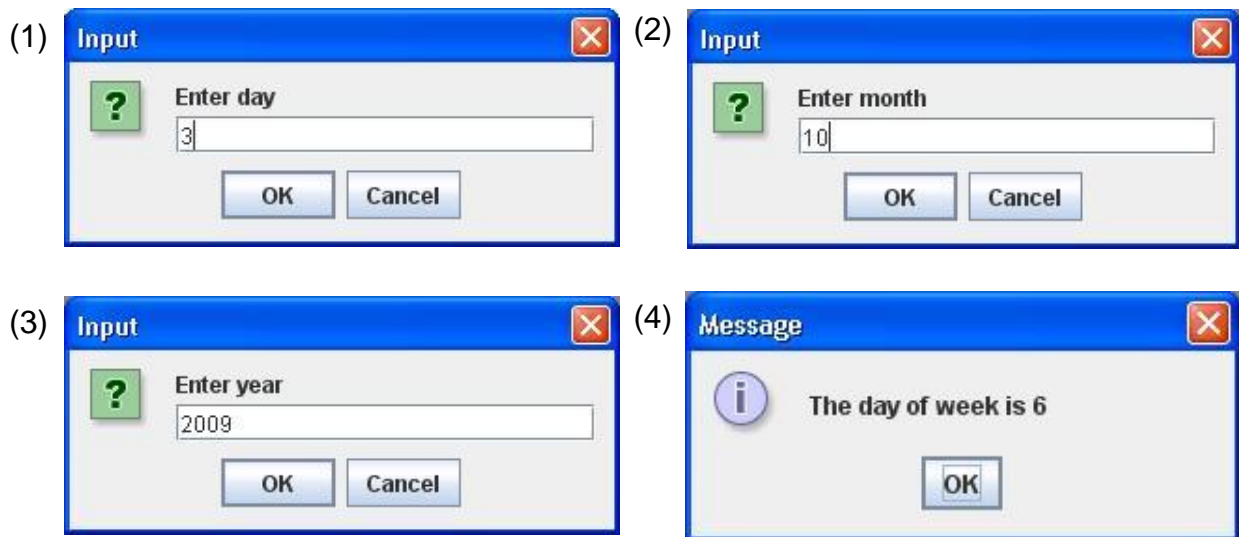 (1)
Input
?
Enter day
3
OK Cancel
(2)
Input
?
Enter month
10
OK Cancel
(3)
Input
?
Enter year
2009
OK Cancel
(4)
Message
i
The day of week is 6
OK